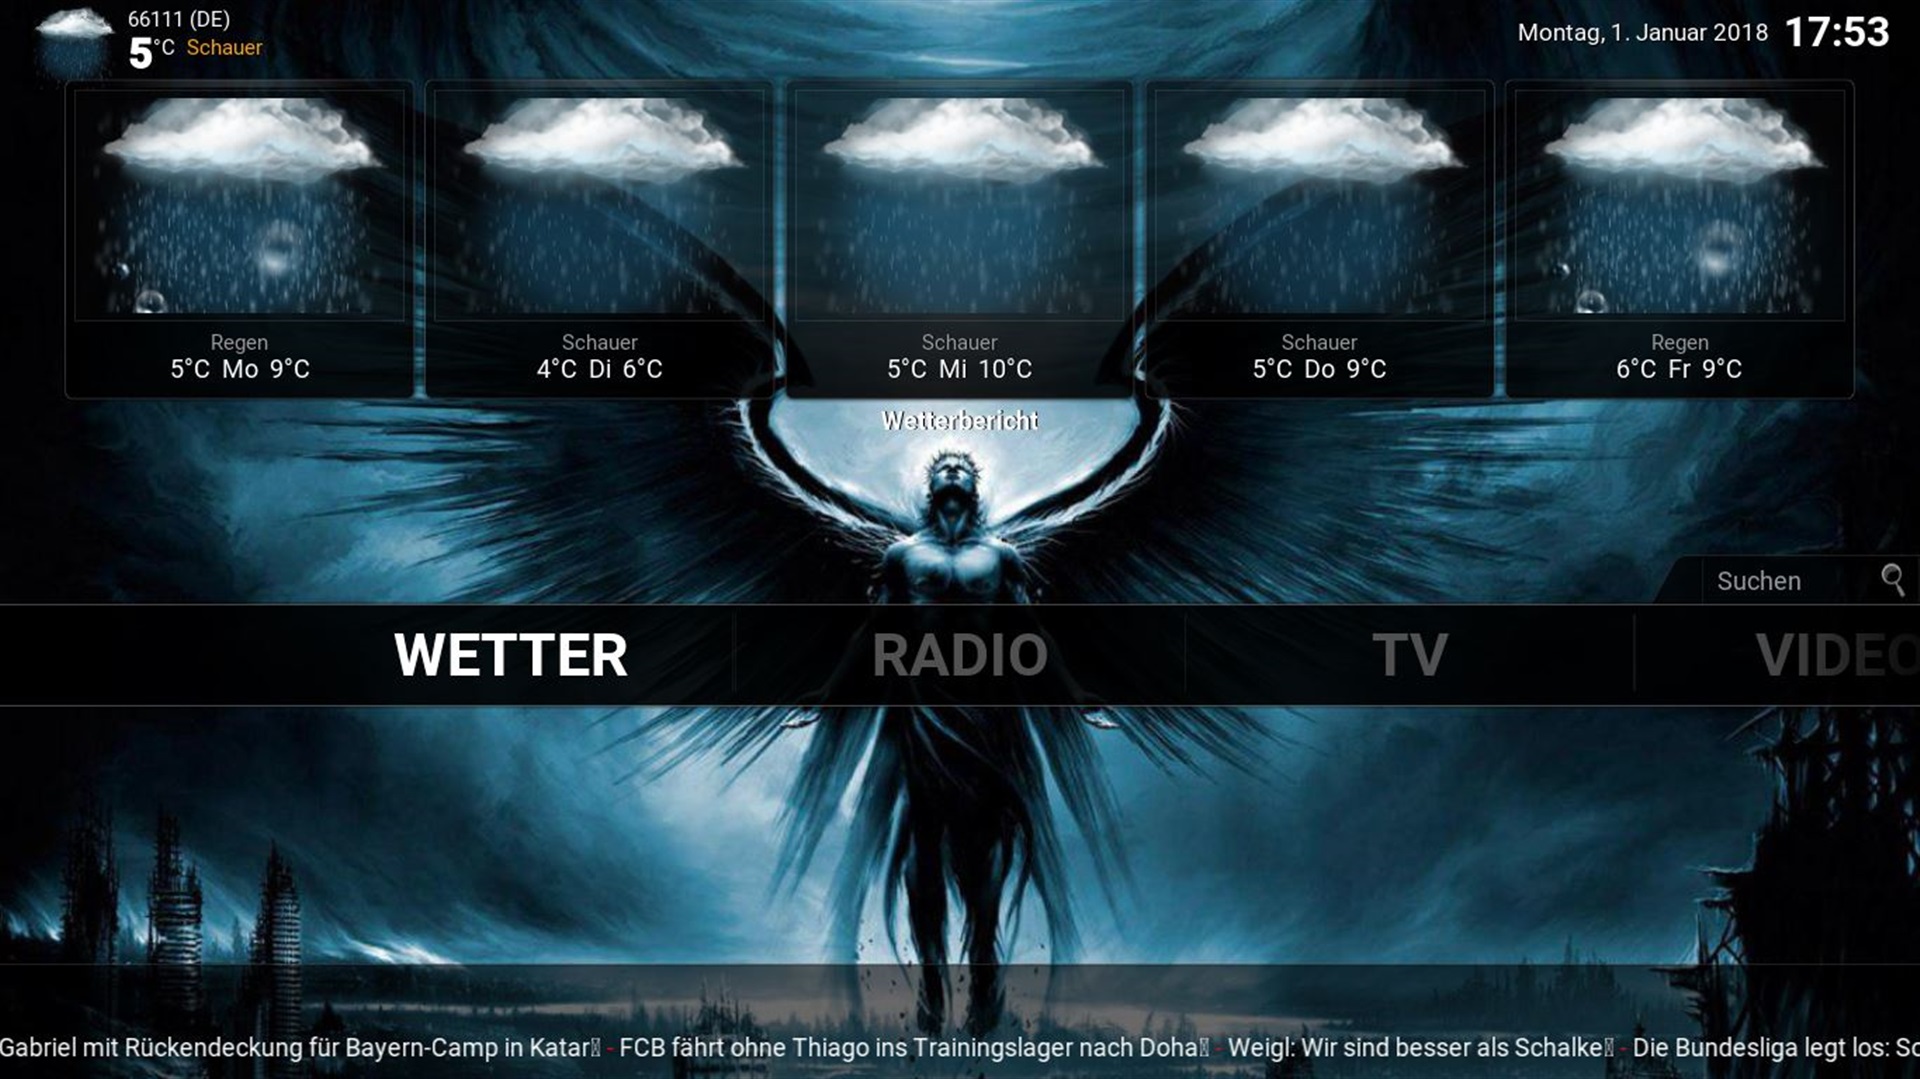 66111 (DE)
5°C Schauer
Montag, 1. Januar 2018 17:53
Regen
5°C Mo 9°C
Schauer
4°C Di 6°C
Schauer
5°C Mi 10°C
Schauer
5°C Do 9°C
Regen
6°C Fr 9°C
Wetterbericht
Suchen
WETTER RADIO TV VIDEO
Gabriel mit Rückendeckung für Bayern-Camp in Katar - FCB fährt ohne Thiago ins Trainingslager nach Doha - Weigl: Wir sind besser als Schalke - Die Bundesliga legt los: